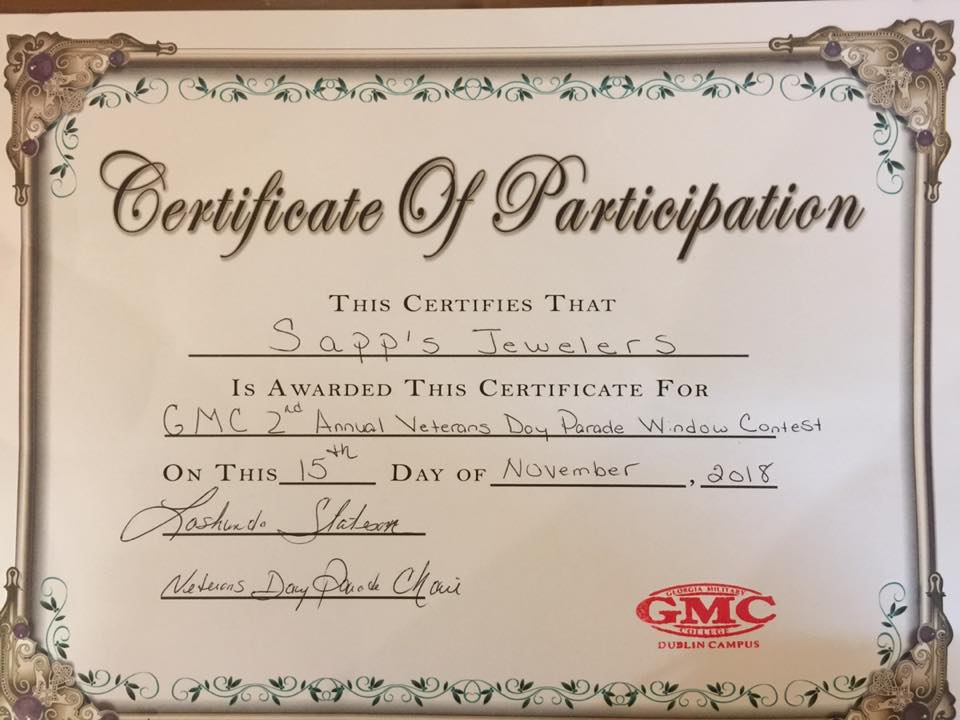 Certificate Of Participation
THIS CERTIFIES THAT
Sapp's Jewelers
IS AWARDED THIS CERTIFICATE FOR
GMC 2nd Annual Veterans Day Parade Window Contest
ON THIS 15th DAY OF November, 2018
Veterans Day Parade Chair
GEORGIA MILITARY
GMC
COLLEGE
DUBLIN CAMPUS